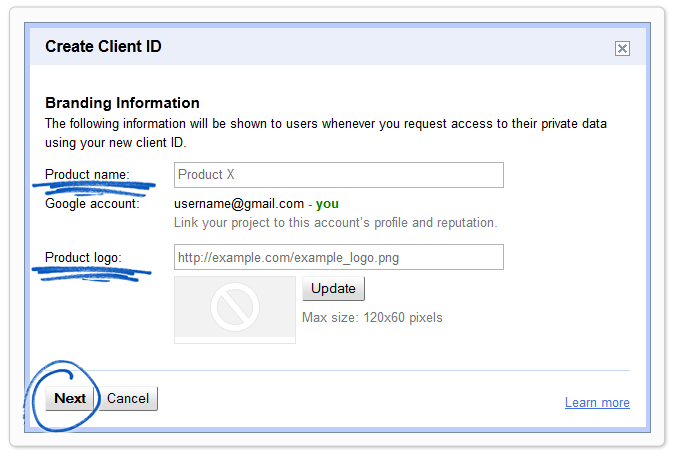 Create Client ID
Branding Information
The following information will be shown to users whenever you request access to their private data
using your new client ID.
Product name: Product X
Google account: username@gmail.com - you
Link your project to this account's profile and reputation.
Product logo: http://example.com/example_logo.png
Update
Max size: 120x60 pixels
Next Cancel Learn more